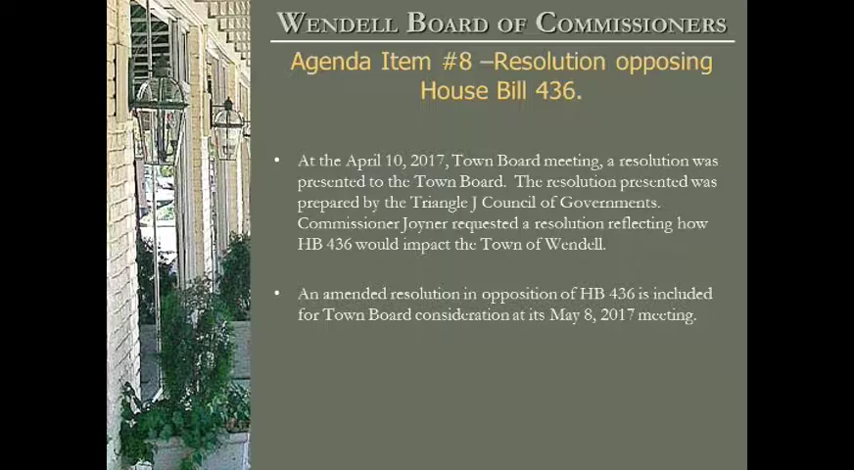 WENDELL BOARD OF COMMISSIONERS
Agenda Item #8 –Resolution opposing
House Bill 436.
• At the April 10, 2017, Town Board meeting, a resolution was
presented to the Town Board. The resolution presented was
prepared by the Triangle J Council of Governments.
Commissioner Joyner requested a resolution reflecting how
HB 436 would impact the Town of Wendell.
• An amended resolution in opposition of HB 436 is included
for Town Board consideration at its May 8, 2017 meeting.